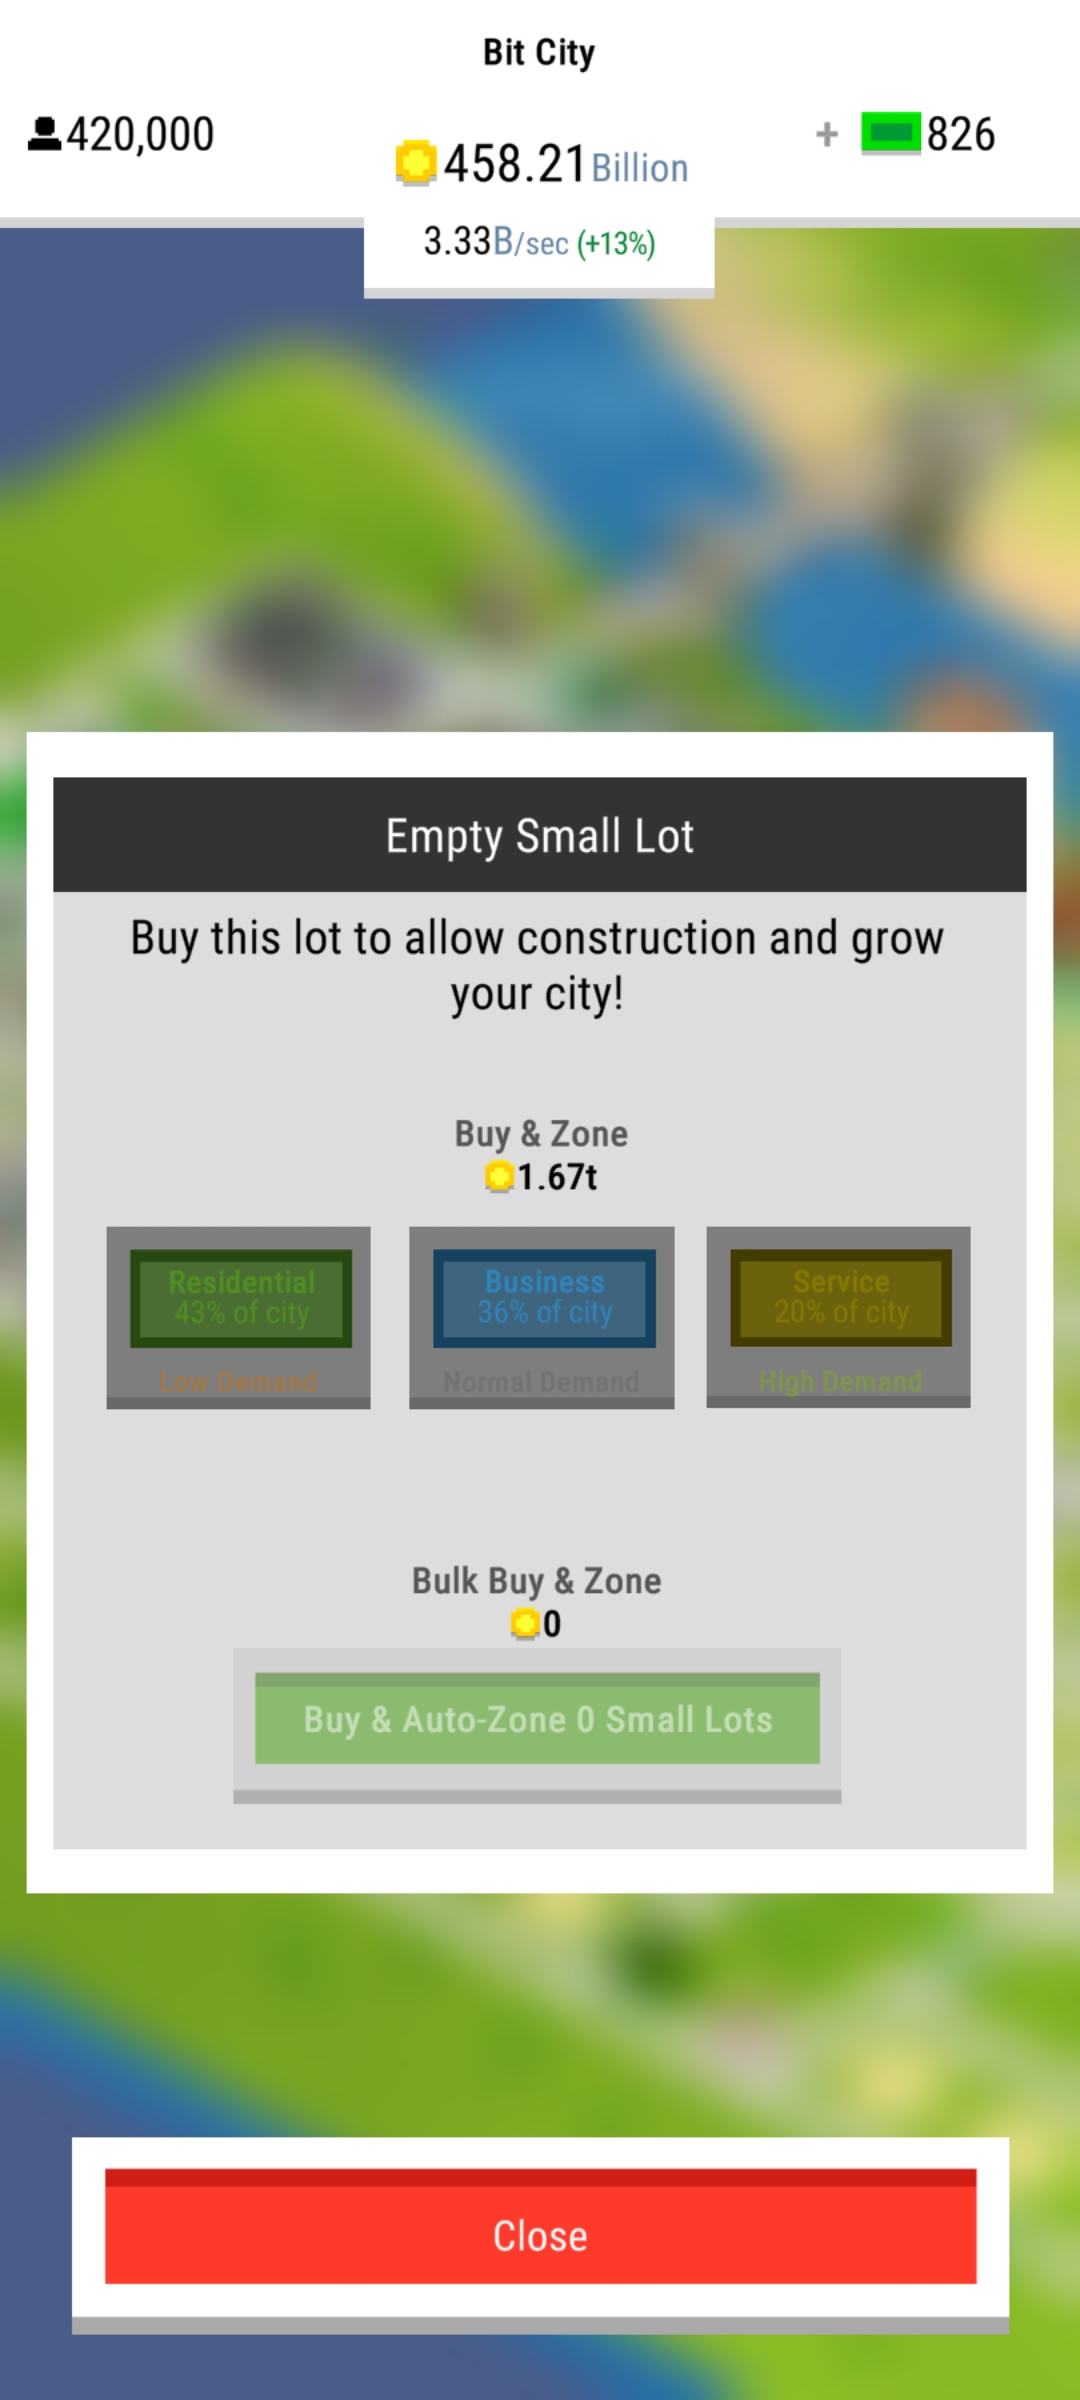 Bit City
420,000
458.21 Billion
+ 826
3.33B/sec (+13%)
Empty Small Lot
Buy this lot to allow construction and grow
your city!
Buy & Zone
1.67t
Residential
43% of city
Low Demand
Business
36% of city
Normal Demand
Service
20% of city
High Demand
Bulk Buy & Zone
0
Buy & Auto-Zone 0 Small Lots
Close